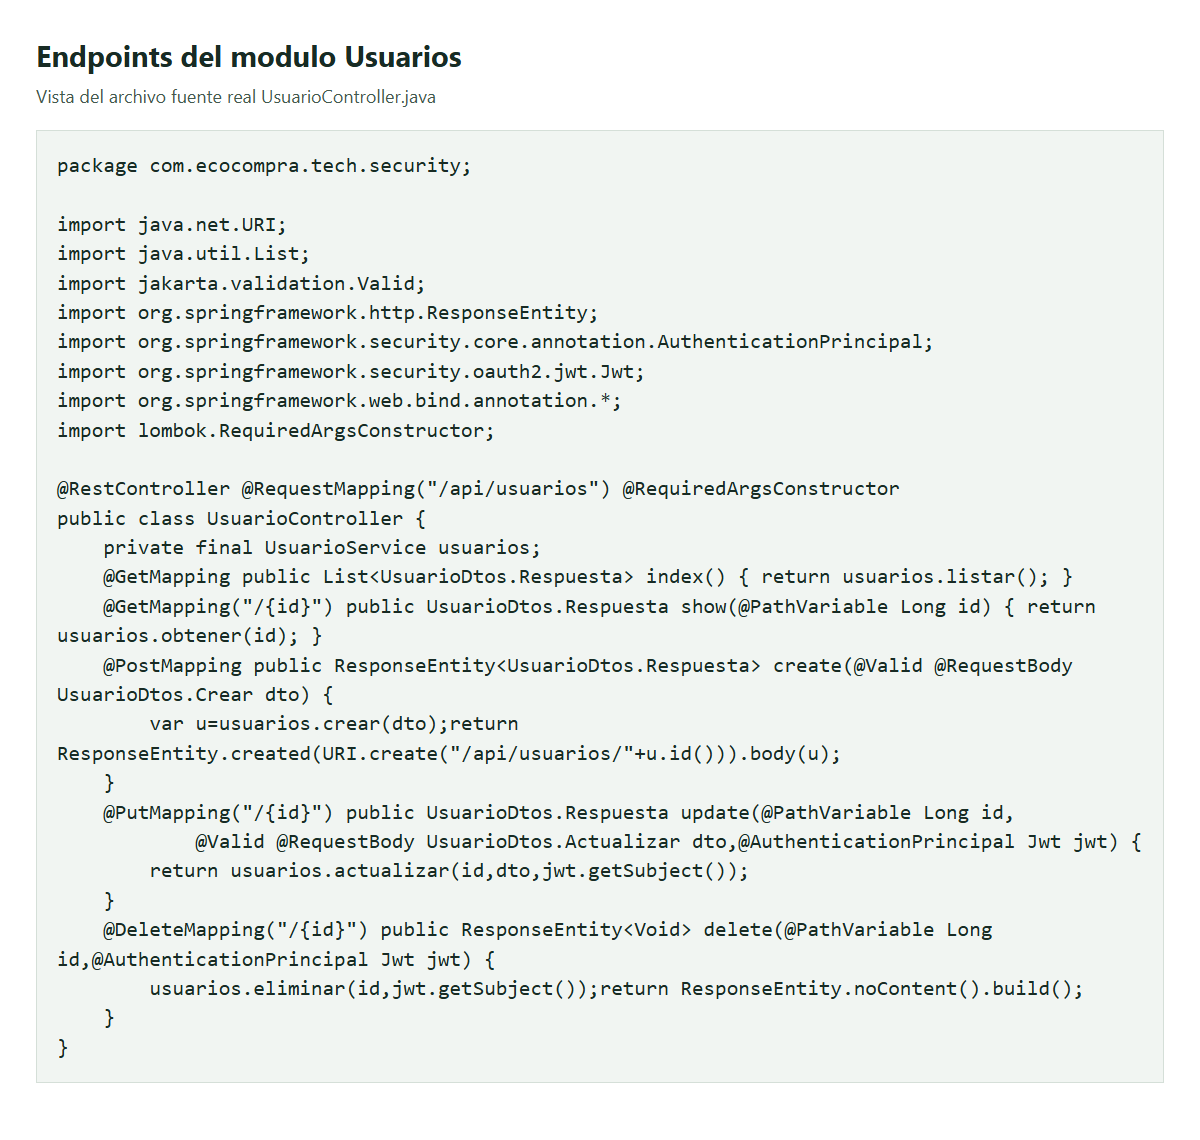 Endpoints del modulo Usuarios
Vista del archivo fuente real UsuarioController.java
package com.ecocompra.tech.security;
import java.net.URI;
import java.util.List;
import jakarta.validation.Valid;
import org.springframework.http.ResponseEntity;
import org.springframework.security.core.annotation.AuthenticationPrincipal;
import org.springframework.security.oauth2.jwt.Jwt;
import org.springframework.web.bind.annotation.*;
import lombok.RequiredArgsConstructor;
@RestController @RequestMapping("/api/usuarios") @RequiredArgsConstructor
public class UsuarioController {
    private final UsuarioService usuarios;
    @GetMapping public List<UsuarioDtos.Respuesta> index() { return usuarios.listar(); }
    @GetMapping("/{id}") public UsuarioDtos.Respuesta show(@PathVariable Long id) { return
usuarios.obtener(id); }
    @PostMapping public ResponseEntity<UsuarioDtos.Respuesta> create(@Valid @RequestBody
UsuarioDtos.Crear dto) {
        var u=usuarios.crear(dto);return
ResponseEntity.created(URI.create("/api/usuarios/"+u.id())).body(u);
    }
    @PutMapping("/{id}") public UsuarioDtos.Respuesta update(@PathVariable Long id,
            @Valid @RequestBody UsuarioDtos.Actualizar dto,@AuthenticationPrincipal Jwt jwt) {
        return usuarios.actualizar(id,dto,jwt.getSubject());
    }
    @DeleteMapping("/{id}") public ResponseEntity<Void> delete(@PathVariable Long
id,@AuthenticationPrincipal Jwt jwt) {
        usuarios.eliminar(id,jwt.getSubject());return ResponseEntity.noContent().build();
    }
}